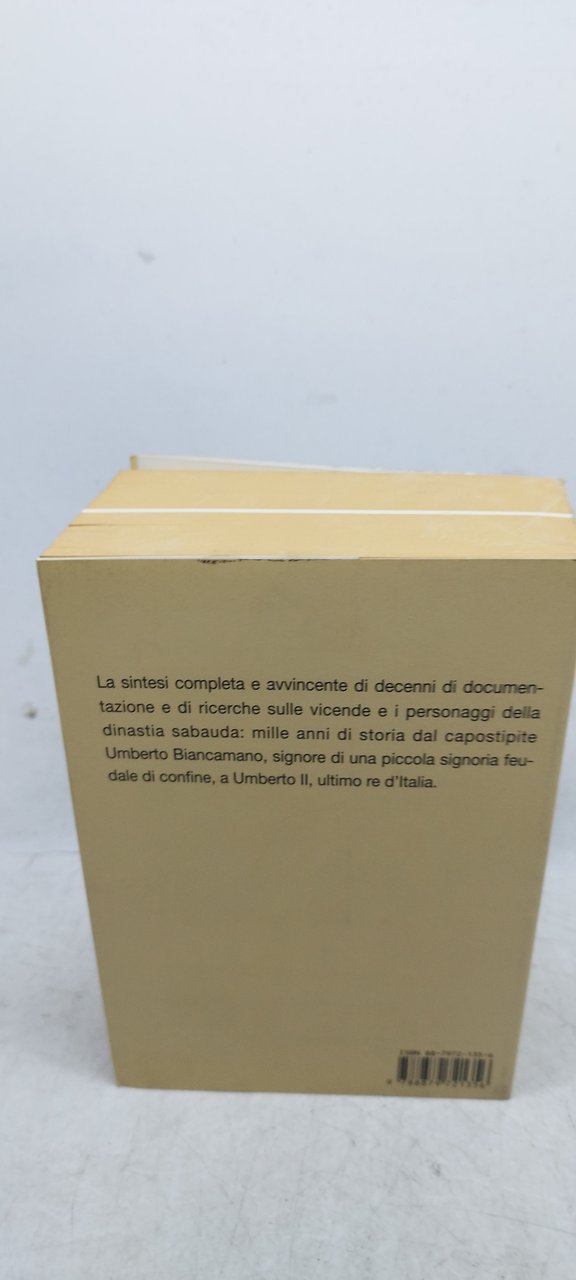 La sintesi completa e avvincente di decenni di documen-
tazione e di ricerche sulle vicende e i personaggi della
dinastia sabauda: mille anni di storia dal capostipite
Umberto Biancamano, signore di una piccola signoria feu-
dale di confine, a Umberto II, ultimo re d'Italia.
ISBN